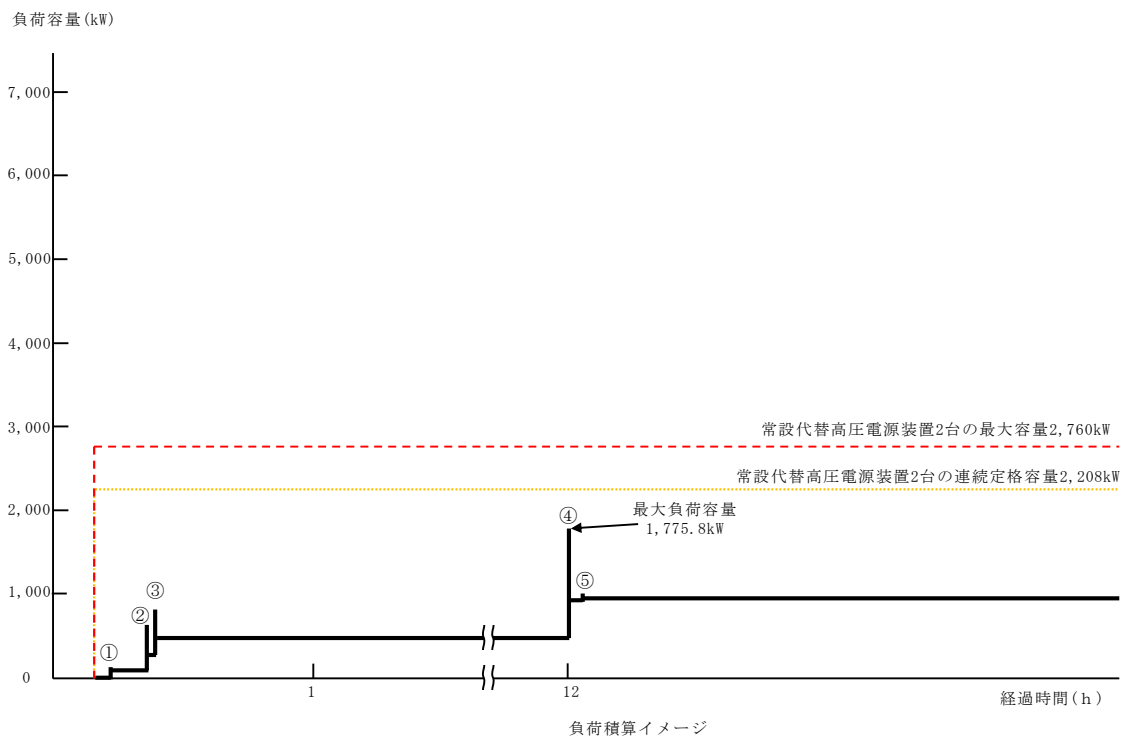 負荷容量(kW)
7,000
6,000
5,000
4,000
3,000
常設代替高圧電源装置2台の最大容量2,760kW
常設代替高圧電源装置2台の連続定格容量2,208kW
2,000
④
最大負荷容量
1,775.8kW
1,000
③
②
①
⑤
0
1
12
経過時間(ｈ)
負荷積算イメージ